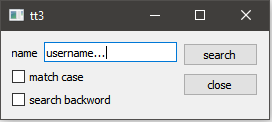 tt3
name username... search
match case
close
search backword